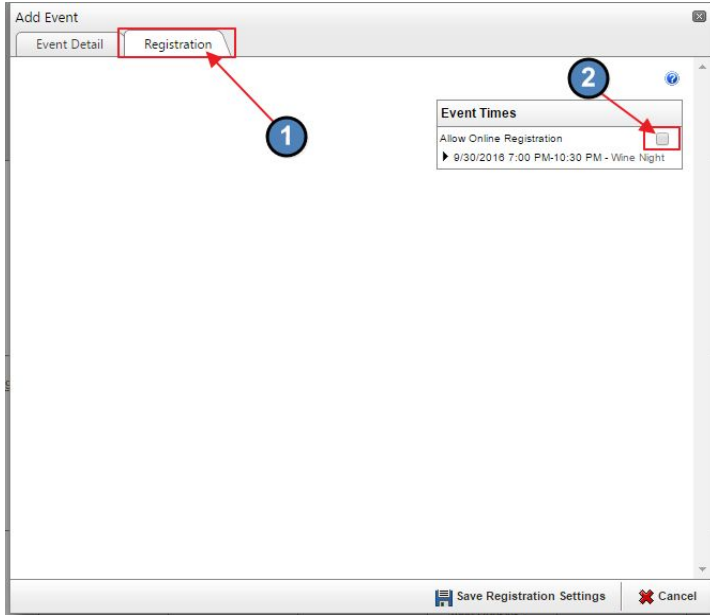 Add Event
Event Detail Registration
1
2
Event Times
Allow Online Registration
9/30/2016 7:00 PM-10:30 PM - Wine Night
Save Registration Settings Cancel